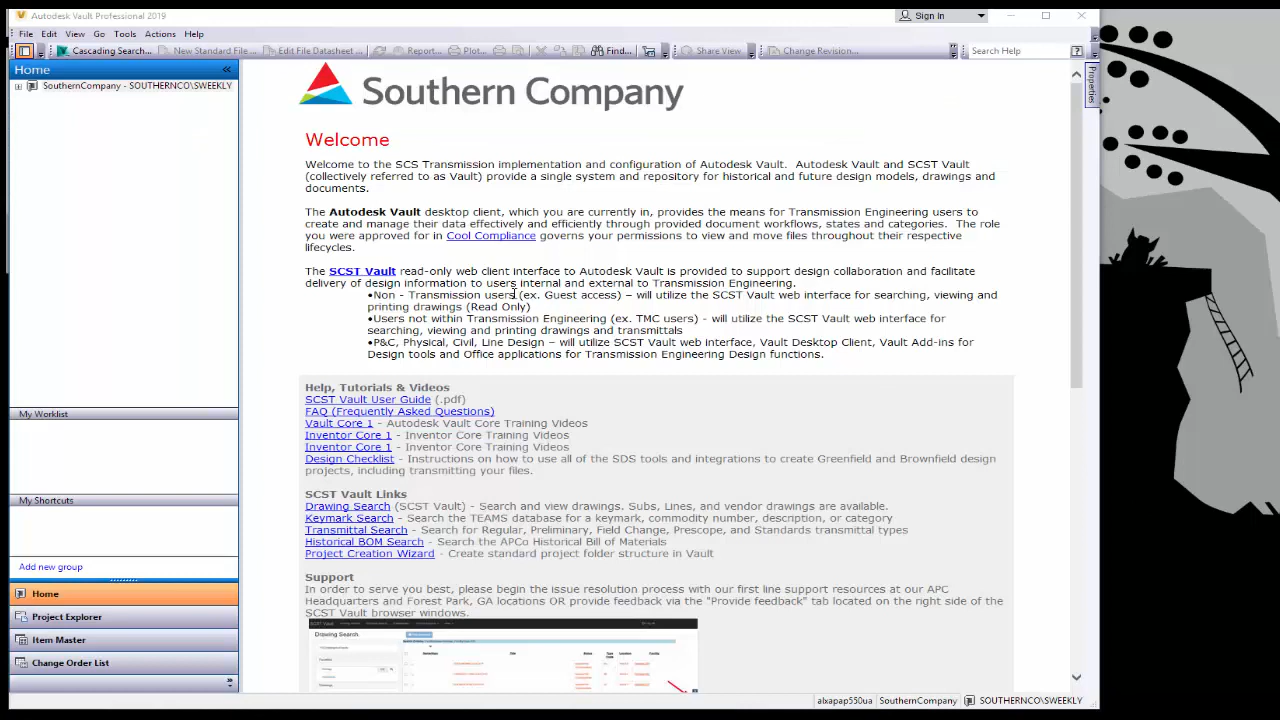 Autodesk Vault Professional 2019
Sign In
File Edit View Go Tools Actions Help
Cascading Search... New Standard File... Edit File Datasheet... Report... Plot... Find... Share View Change Revision... Search Help
Home
SouthernCompany - SOUTHERNCO\SWEEKLY
Properties
Southern Company
Welcome
Welcome to the SCS Transmission implementation and configuration of Autodesk Vault. Autodesk Vault and SCST Vault
(collectively referred to as Vault) provide a single system and repository for historical and future design models, drawings and
documents.
The Autodesk Vault desktop client, which you are currently in, provides the means for Transmission Engineering users to
create and manage their data effectively and efficiently through provided document workflows, states and categories. The role
you were approved for in Cool Compliance governs your permissions to view and move files throughout their respective
lifecycles.
The SCST Vault read-only web client interface to Autodesk Vault is provided to support design collaboration and facilitate
delivery of design information to users internal and external to Transmission Engineering.
•Non - Transmission users (ex. Guest access) – will utilize the SCST Vault web interface for searching, viewing and
printing drawings (Read Only)
•Users not within Transmission Engineering (ex. TMC users) - will utilize the SCST Vault web interface for
searching, viewing and printing drawings and transmittals
•P&C, Physical, Civil, Line Design – will utilize SCST Vault web interface, Vault Desktop Client, Vault Add-ins for
Design tools and Office applications for Transmission Engineering Design functions.
Help, Tutorials & Videos
SCST Vault User Guide (.pdf)
FAQ (Frequently Asked Questions)
Vault Core 1 - Autodesk Vault Core Training Videos
Inventor Core 1 - Inventor Core Training Videos
Inventor Core 1 - Inventor Core Training Videos
Design Checklist - Instructions on how to use all of the SDS tools and integrations to create Greenfield and Brownfield design
projects, including transmitting your files.
SCST Vault Links
Drawing Search (SCST Vault) - Search and view drawings. Subs, Lines, and vendor drawings are available.
Keymark Search - Search the TEAMS database for a keymark, commodity number, description, or category
Transmittal Search - Search for Regular, Preliminary, Field Change, Prescope, and Standards transmittal types
Historical BOM Search - Search the APCo Historical Bill of Materials
Project Creation Wizard - Create standard project folder structure in Vault
Support
In order to serve you best, please begin the issue resolution process with our first line support resources at our APC
Headquarters and Forest Park, GA locations OR provide feedback via the "Provide feedback" tab located on the right side of the
SCST Vault browser windows.
Drawing Search
My Worklist
My Shortcuts
Add new group
Home
Project Explorer
Item Master
Change Order List
alxapap550ua SouthernCompany SOUTHERNCO\SWEEKLY